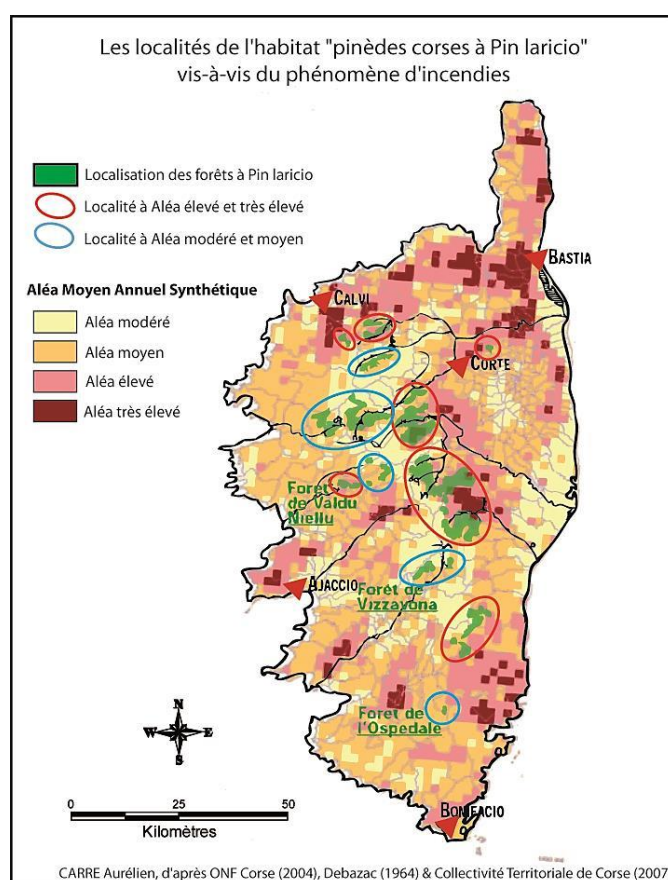 Les localités de l'habitat "pinèdes corses à Pin laricio"
vis-à-vis du phénomène d'incendies
Localisation des forêts à Pin laricio
Localité à Aléa élevé et très élevé
Localité à Aléa modéré et moyen
Aléa Moyen Annuel Synthétique
Aléa modéré
Aléa moyen
Aléa élevé
Aléa très élevé
BASTIA
CALVI
CORTE
Forêt
de Valdu
Niellu
AJACCIO
Forêt de
Vizzavona
Foret de
l'Ospedale
BONIFACIO
N
W E
S
0 25 50
Kilomètres
CARRE Aurélien, d'après ONF Corse (2004), Debazac (1964) & Collectivité Territoriale de Corse (2007